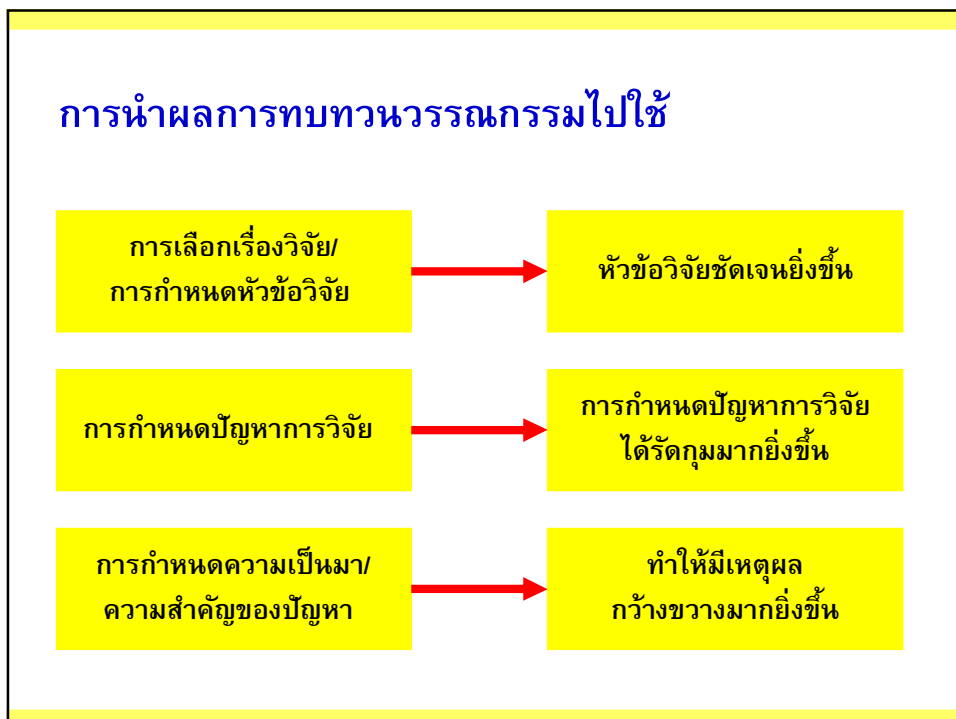 การนำผลการทบทวนวรรณกรรมไปใช้
การเลือกเรื่องวิจัย/
การกำหนดหัวข้อวิจัย
หัวข้อวิจัยชัดเจนยิ่งขึ้น
การกำหนดปัญหาการวิจัย
การกำหนดปัญหาการวิจัย
ได้รัดกุมมากยิ่งขึ้น
การกำหนดความเป็นมา/
ความสำคัญของปัญหา
ทำให้มีเหตุผล
กว้างขวางมากยิ่งขึ้น